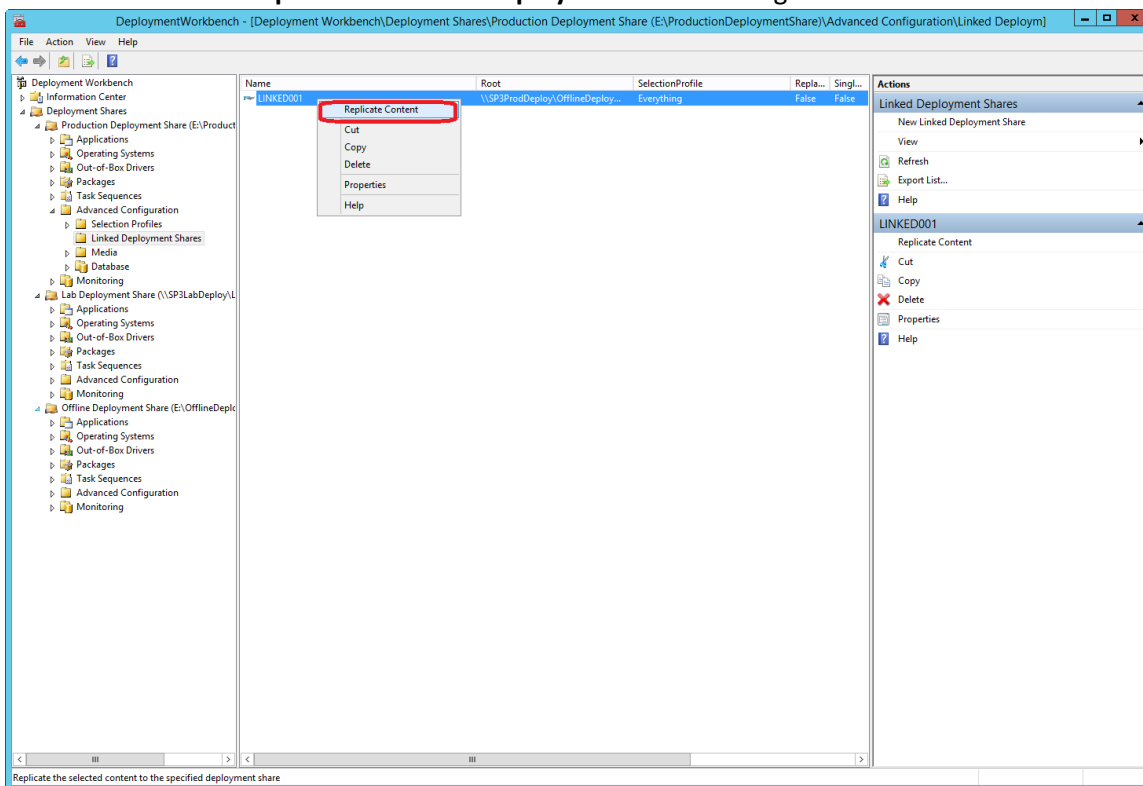 DeploymentWorkbench - [Deployment Workbench\Deployment Shares\Production Deployment Share (E:\ProductionDeploymentShare)\Advanced Configuration\Linked Deploym]
File Action View Help
Deployment Workbench
Information Center
Deployment Shares
Production Deployment Share (E:\Product
Applications
Operating Systems
Out-of-Box Drivers
Packages
Task Sequences
Advanced Configuration
Selection Profiles
Linked Deployment Shares
Media
Database
Monitoring
Lab Deployment Share (\\SP3LabDeploy\L
Applications
Operating Systems
Out-of-Box Drivers
Packages
Task Sequences
Advanced Configuration
Monitoring
Offline Deployment Share (E:\OfflineDeplo
Applications
Operating Systems
Out-of-Box Drivers
Packages
Task Sequences
Advanced Configuration
Monitoring
Name Root SelectionProfile Repla... Singl...
LINKED001 \\SP3ProdDeploy\OfflineDeploy... Everything False False
Replicate Content
Cut
Copy
Delete
Properties
Help
Actions
Linked Deployment Shares
New Linked Deployment Share
View
Refresh
Export List...
Help
LINKED001
Replicate Content
Cut
Copy
Delete
Properties
Help
Replicate the selected content to the specified deployment share